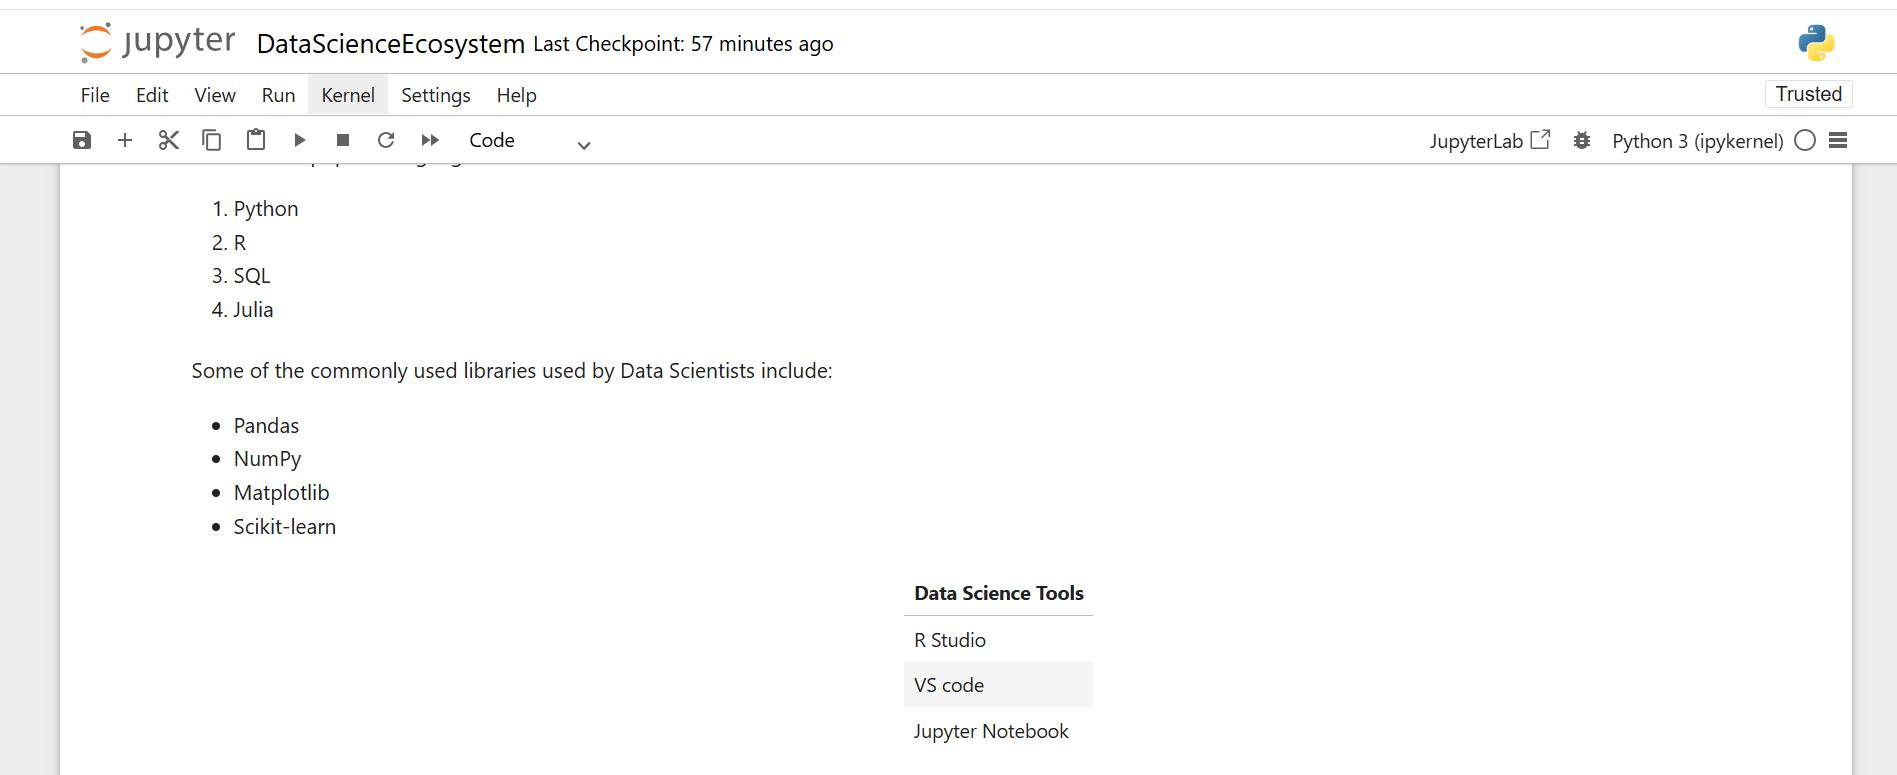 jupyter DataScienceEcosystem Last Checkpoint: 57 minutes ago
File Edit View Run Kernel Settings Help Trusted
Code JupyterLab Python 3 (ipykernel)
1. Python
2. R
3. SQL
4. Julia
Some of the commonly used libraries used by Data Scientists include:
• Pandas
• NumPy
• Matplotlib
• Scikit-learn
Data Science Tools
R Studio
VS code
Jupyter Notebook